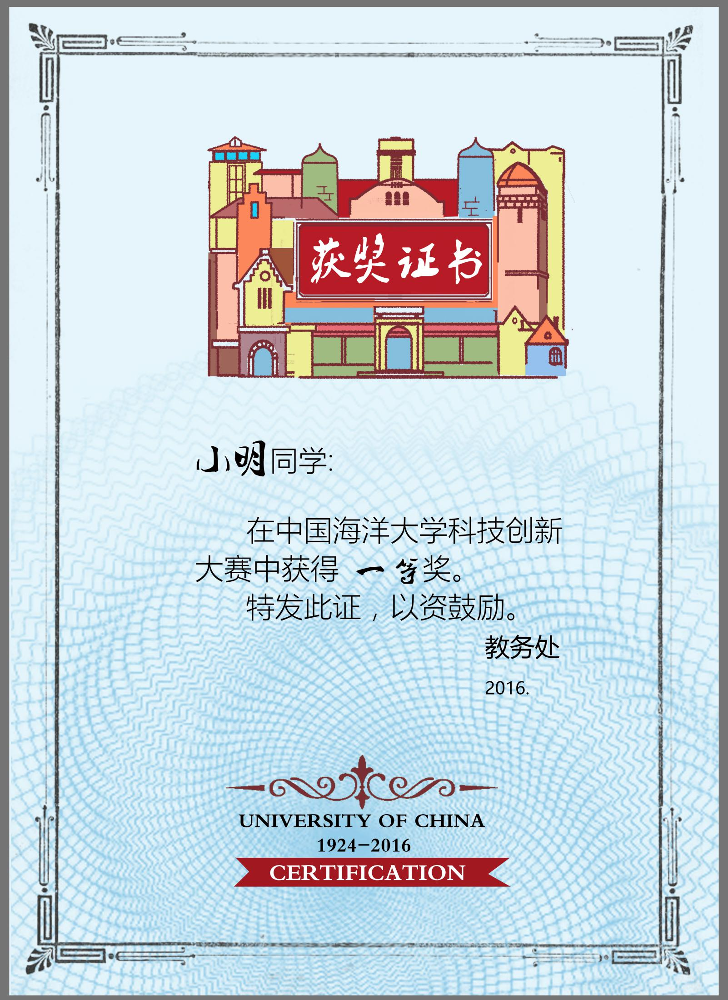 获奖证书
小明同学:
在中国海洋大学科技创新
大赛中获得 一等奖。
特发此证，以资鼓励。
教务处
2016.
UNIVERSITY OF CHINA
1924-2016
CERTIFICATION